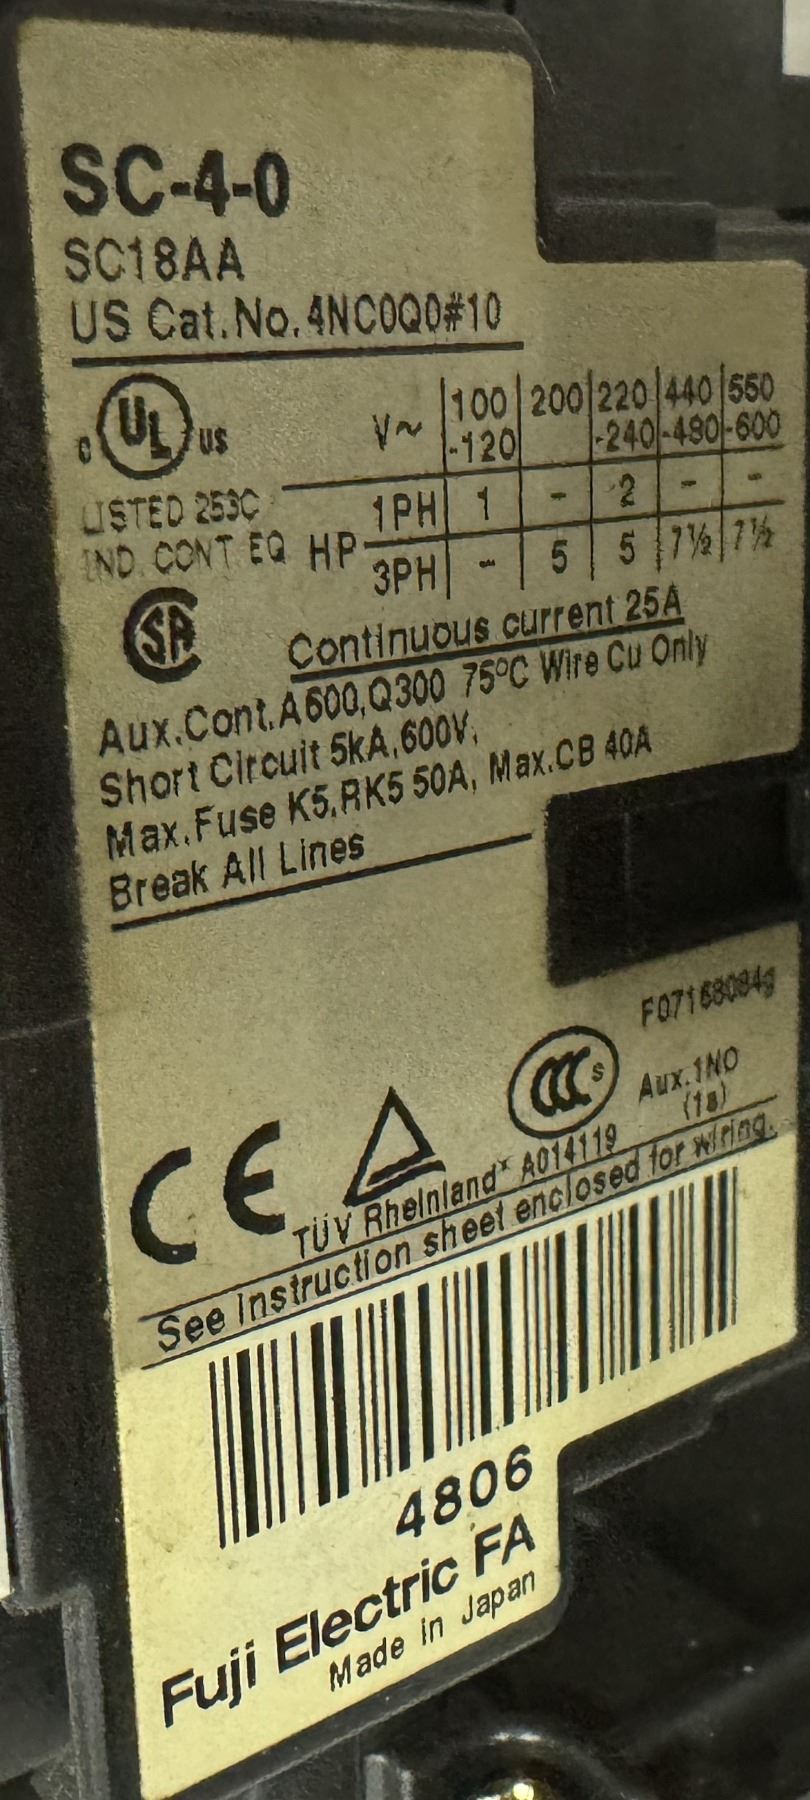 SC-4-0
SC18AA
US Cat.No.4NC0Q0#10
c UL US
LISTED 253C
IND. CONT EQ
V~ 100-120 200 220-240 440-480 550-600
HP 1PH 1 - 2 - -
3PH - 5 5 7½ 7½
SA
Continuous current 25A
Aux.Cont.A600,Q300 75°C Wire Cu Only
Short Circuit 5kA,600V,
Max.Fuse K5,RK5 50A, Max.CB 40A
Break All Lines
Aux.1NO
(1a)
CCC S
CE
TÜV Rheinland* A014119
See instruction sheet enclosed for wiring.
4806
Fuji Electric FA
Made in Japan